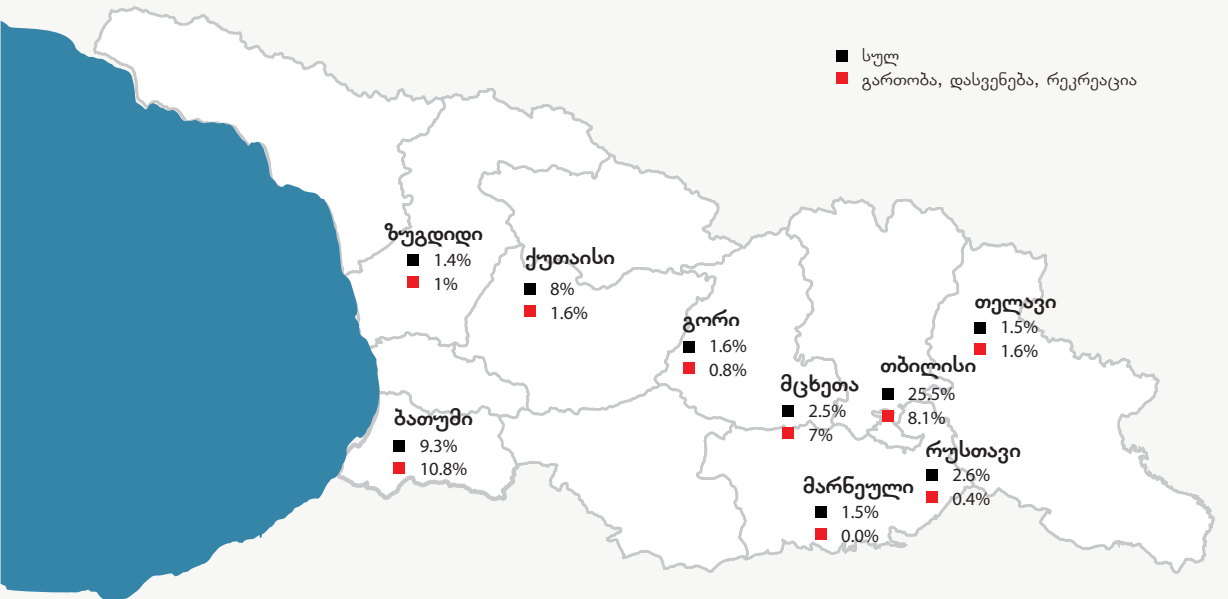 სულ
გართობა, დასვენება, რეკრეაცია
ზუგდიდი
1.4%
1%
ქუთაისი
8%
1.6%
გორი
1.6%
0.8%
თელავი
1.5%
1.6%
მცხეთა
2.5%
7%
თბილისი
25.5%
8.1%
ბათუმი
9.3%
10.8%
რუსთავი
2.6%
0.4%
მარნეული
1.5%
0.0%